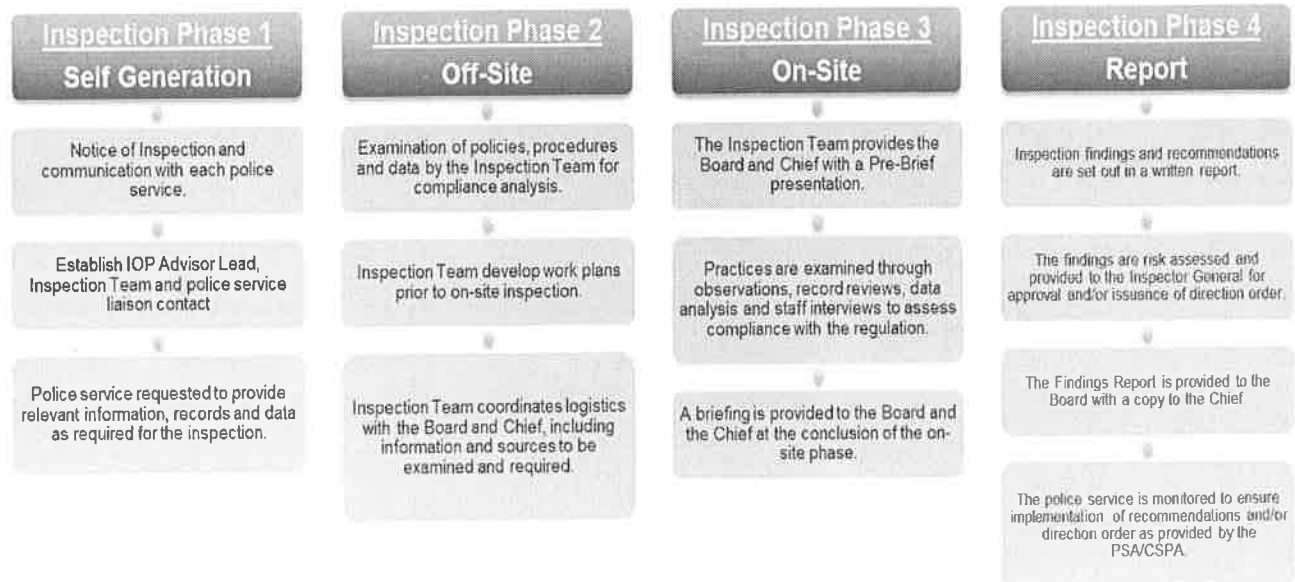 Inspection Phase 1
Self Generation
Notice of Inspection and
communication with each police
service.
Establish IOP Advisor Lead,
Inspection Team and police service
liaison contact
Police service requested to provide
relevant information, records and data
as required for the inspection.
Inspection Phase 2
Off-Site
Examination of policies, procedures
and data by the Inspection Team for
compliance analysis.
Inspection Team develop work plans
prior to on-site inspection.
Inspection Team coordinates logistics
with the Board and Chief, including
information and sources to be
examined and required.
Inspection Phase 3
On-Site
The Inspection Team provides the
Board and Chief with a Pre-Brief
presentation.
Practices are examined through
observations, record reviews, data
analysis and staff interviews to assess
compliance with the regulation.
A briefing is provided to the Board and
the Chief at the conclusion of the on-
site phase.
Inspection Phase 4
Report
Inspection findings and recommendations
are set out in a written report.
The findings are risk assessed and
provided to the Inspector General for
approval and/or issuance of direction order.
The Findings Report is provided to the
Board with a copy to the Chief
The police service is monitored to ensure
implementation of recommendations and/or
direction order as provided by the
PSA/CSPA.